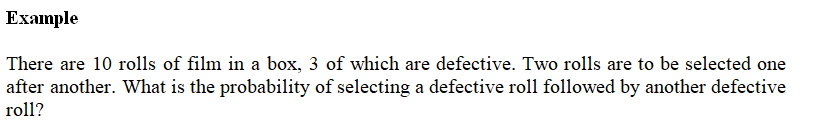 Example
There are 10 rolls of film in a box, 3 of which are defective. Two rolls are to be selected one
after another. What is the probability of selecting a defective roll followed by another defective
roll?